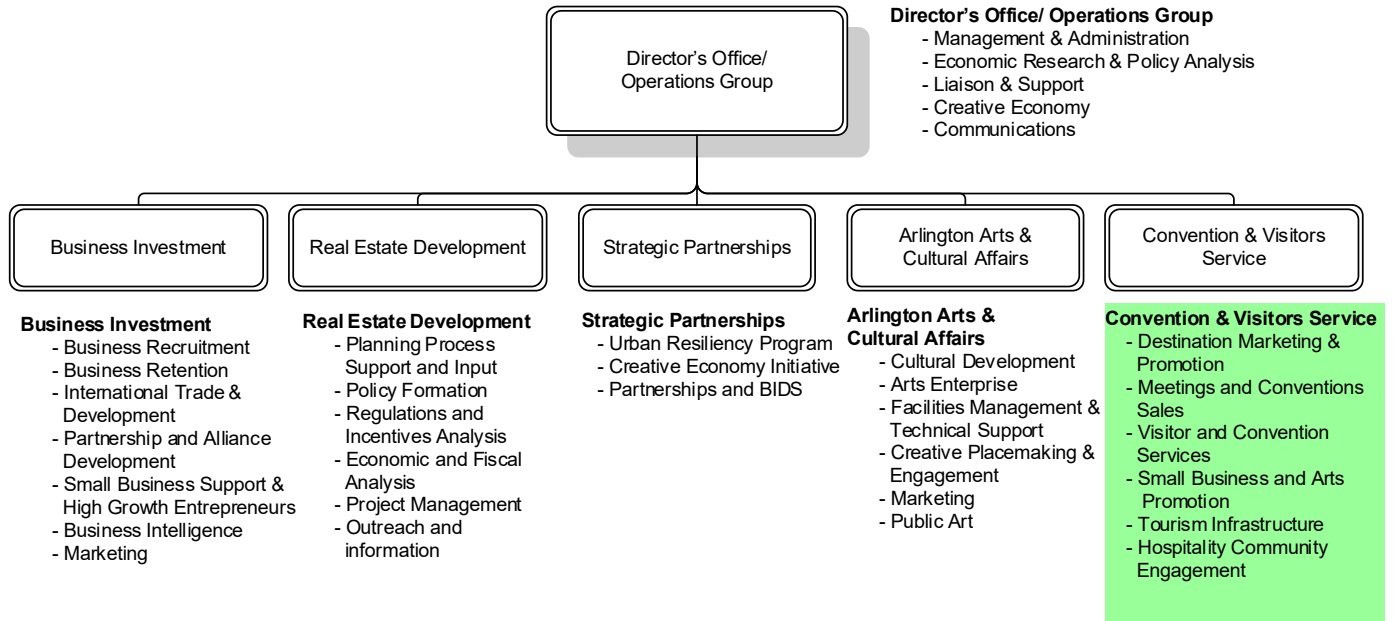 Director's Office/
Operations Group
Director's Office/ Operations Group
- Management & Administration
- Economic Research & Policy Analysis
- Liaison & Support
- Creative Economy
- Communications
Business Investment
Real Estate Development
Strategic Partnerships
Arlington Arts &
Cultural Affairs
Convention & Visitors
Service
Business Investment
- Business Recruitment
- Business Retention
- International Trade &
Development
- Partnership and Alliance
Development
- Small Business Support &
High Growth Entrepreneurs
- Business Intelligence
- Marketing
Real Estate Development
- Planning Process
Support and Input
- Policy Formation
- Regulations and
Incentives Analysis
- Economic and Fiscal
Analysis
- Project Management
- Outreach and
information
Strategic Partnerships
- Urban Resiliency Program
- Creative Economy Initiative
- Partnerships and BIDS
Arlington Arts &
Cultural Affairs
- Cultural Development
- Arts Enterprise
- Facilities Management &
Technical Support
- Creative Placemaking &
Engagement
- Marketing
- Public Art
Convention & Visitors Service
- Destination Marketing &
Promotion
- Meetings and Conventions
Sales
- Visitor and Convention
Services
- Small Business and Arts
Promotion
- Tourism Infrastructure
- Hospitality Community
Engagement